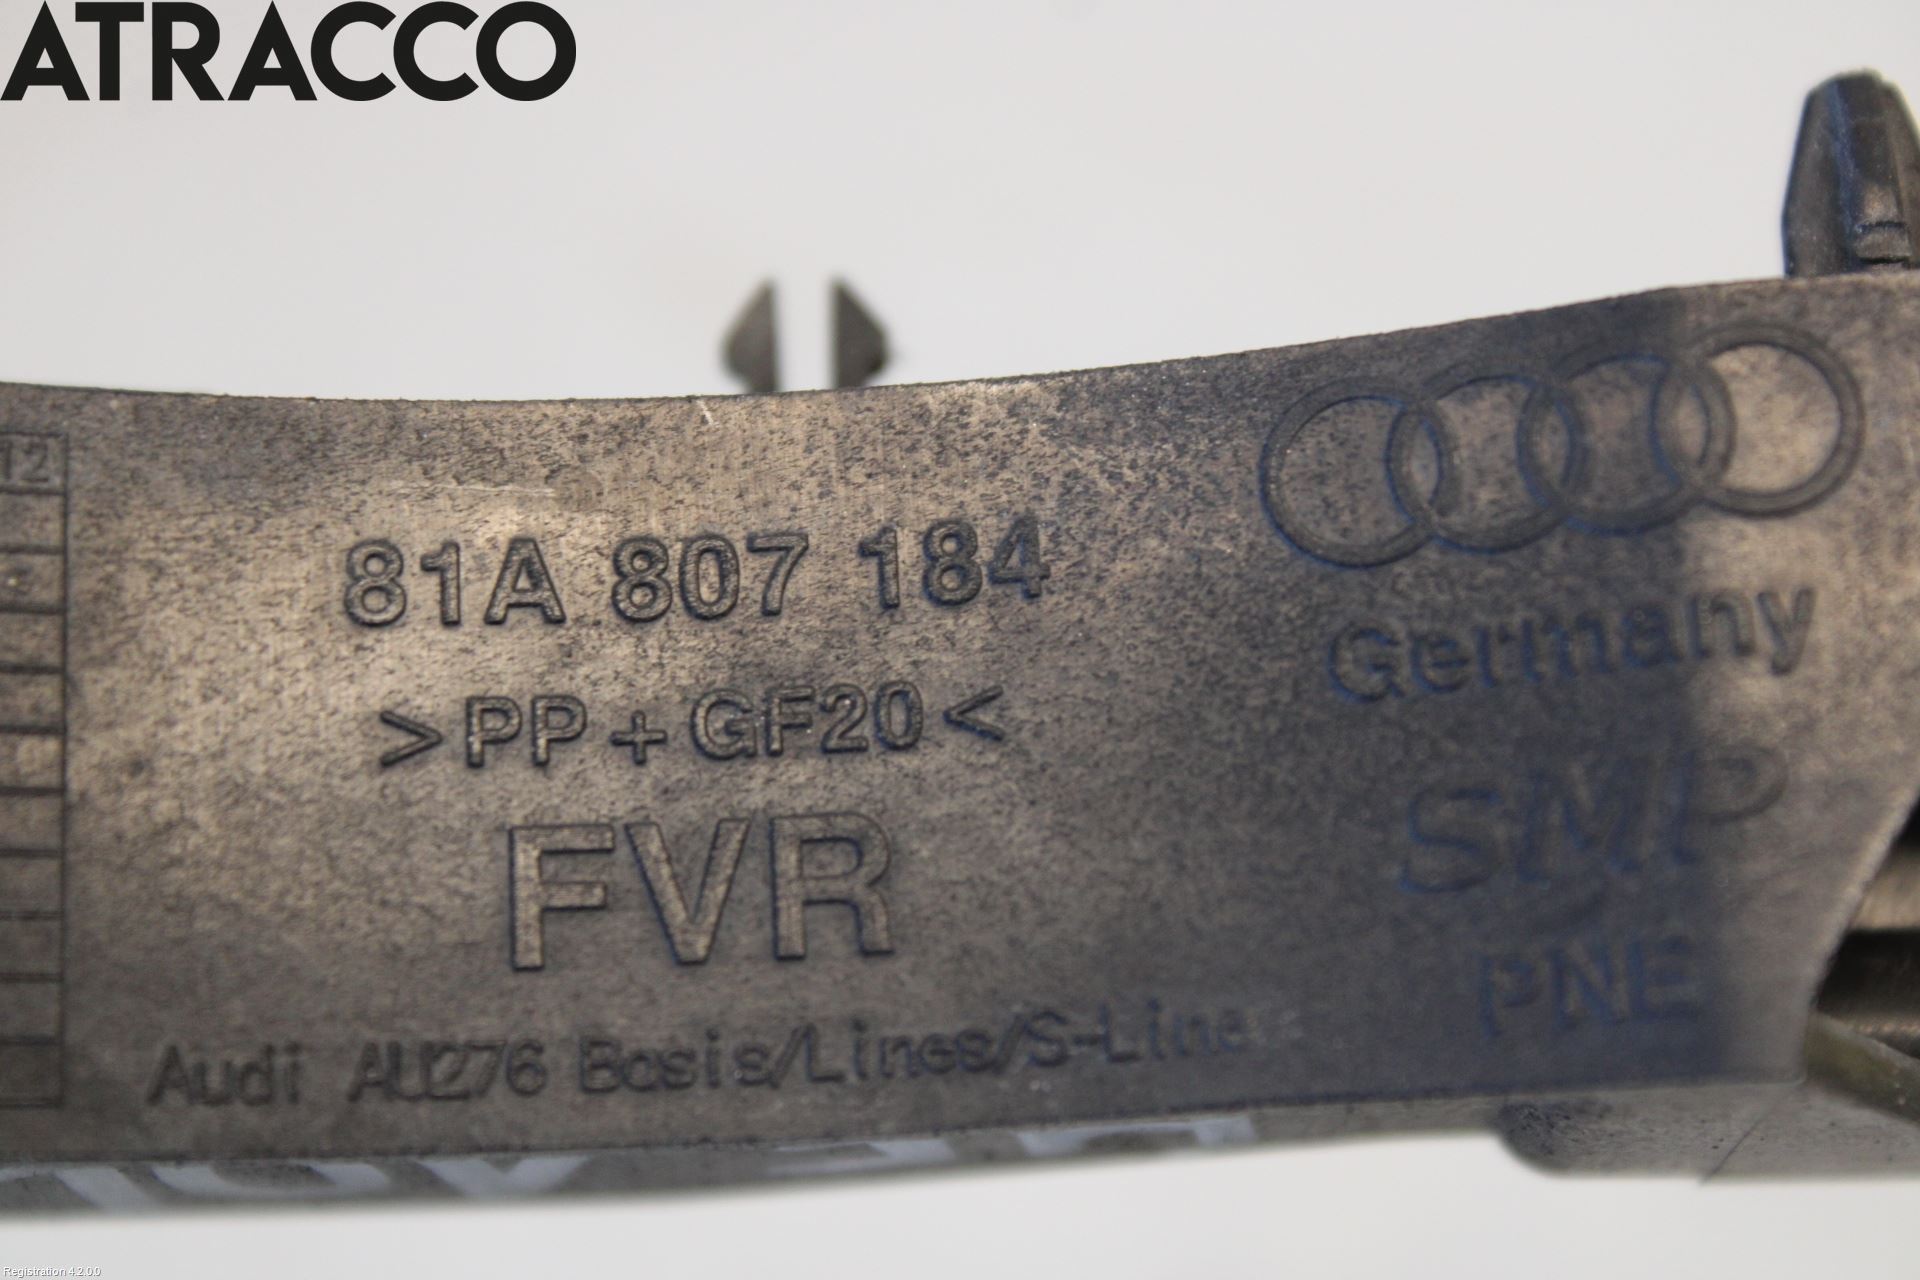 ATRACCO
12
81A 807 184
>PP+GF20<
FVR
Audi AU276 Basis/Lines/S-Line
Germany
SMP
PNE
Registration 4.2.0.0